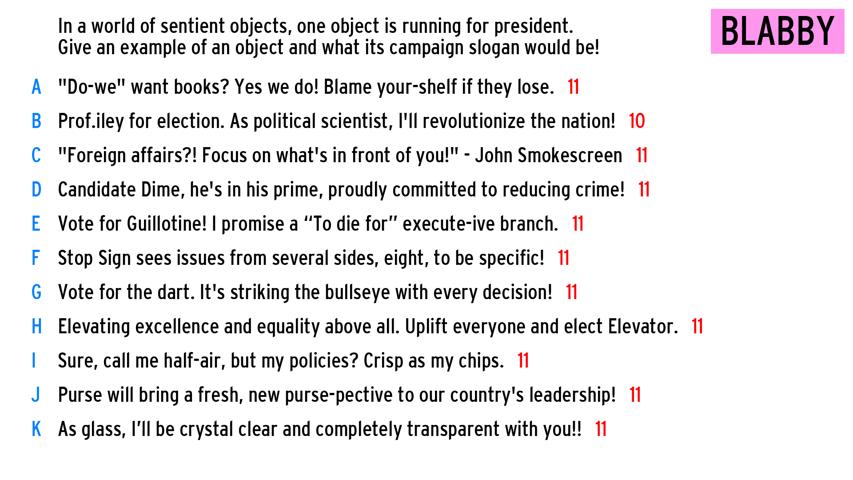 In a world of sentient objects, one object is running for president.
Give an example of an object and what its campaign slogan would be!
BLABBY
A "Do-we" want books? Yes we do! Blame your-shelf if they lose. 11
B Prof.iley for election. As political scientist, I'll revolutionize the nation! 10
C "Foreign affairs?! Focus on what's in front of you!" - John Smokescreen 11
D Candidate Dime, he's in his prime, proudly committed to reducing crime! 11
E Vote for Guillotine! I promise a “To die for” execute-ive branch. 11
F Stop Sign sees issues from several sides, eight, to be specific! 11
G Vote for the dart. It's striking the bullseye with every decision! 11
H Elevating excellence and equality above all. Uplift everyone and elect Elevator. 11
I Sure, call me half-air, but my policies? Crisp as my chips. 11
J Purse will bring a fresh, new purse-pective to our country's leadership! 11
K As glass, I’ll be crystal clear and completely transparent with you!! 11